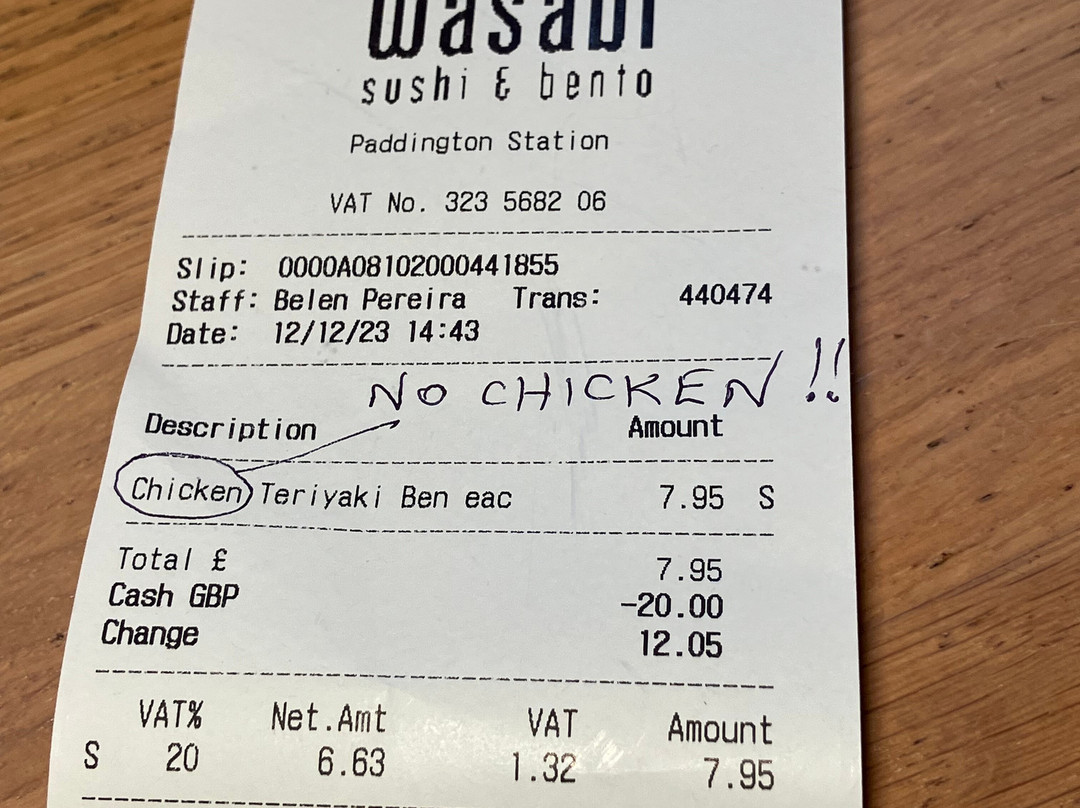 wasabi
sushi & bento
Paddington Station
VAT No. 323 5682 06
Slip: 0000A08102000441855
Staff: Belen Pereira Trans: 440474
Date: 12/12/23 14:43
NO CHICKEN!!
Description Amount
Chicken Teriyaki Ben eac 7.95 S
Total £ 7.95
Cash GBP -20.00
Change 12.05
VAT% Net.Amt VAT Amount
S 20 6.63 1.32 7.95